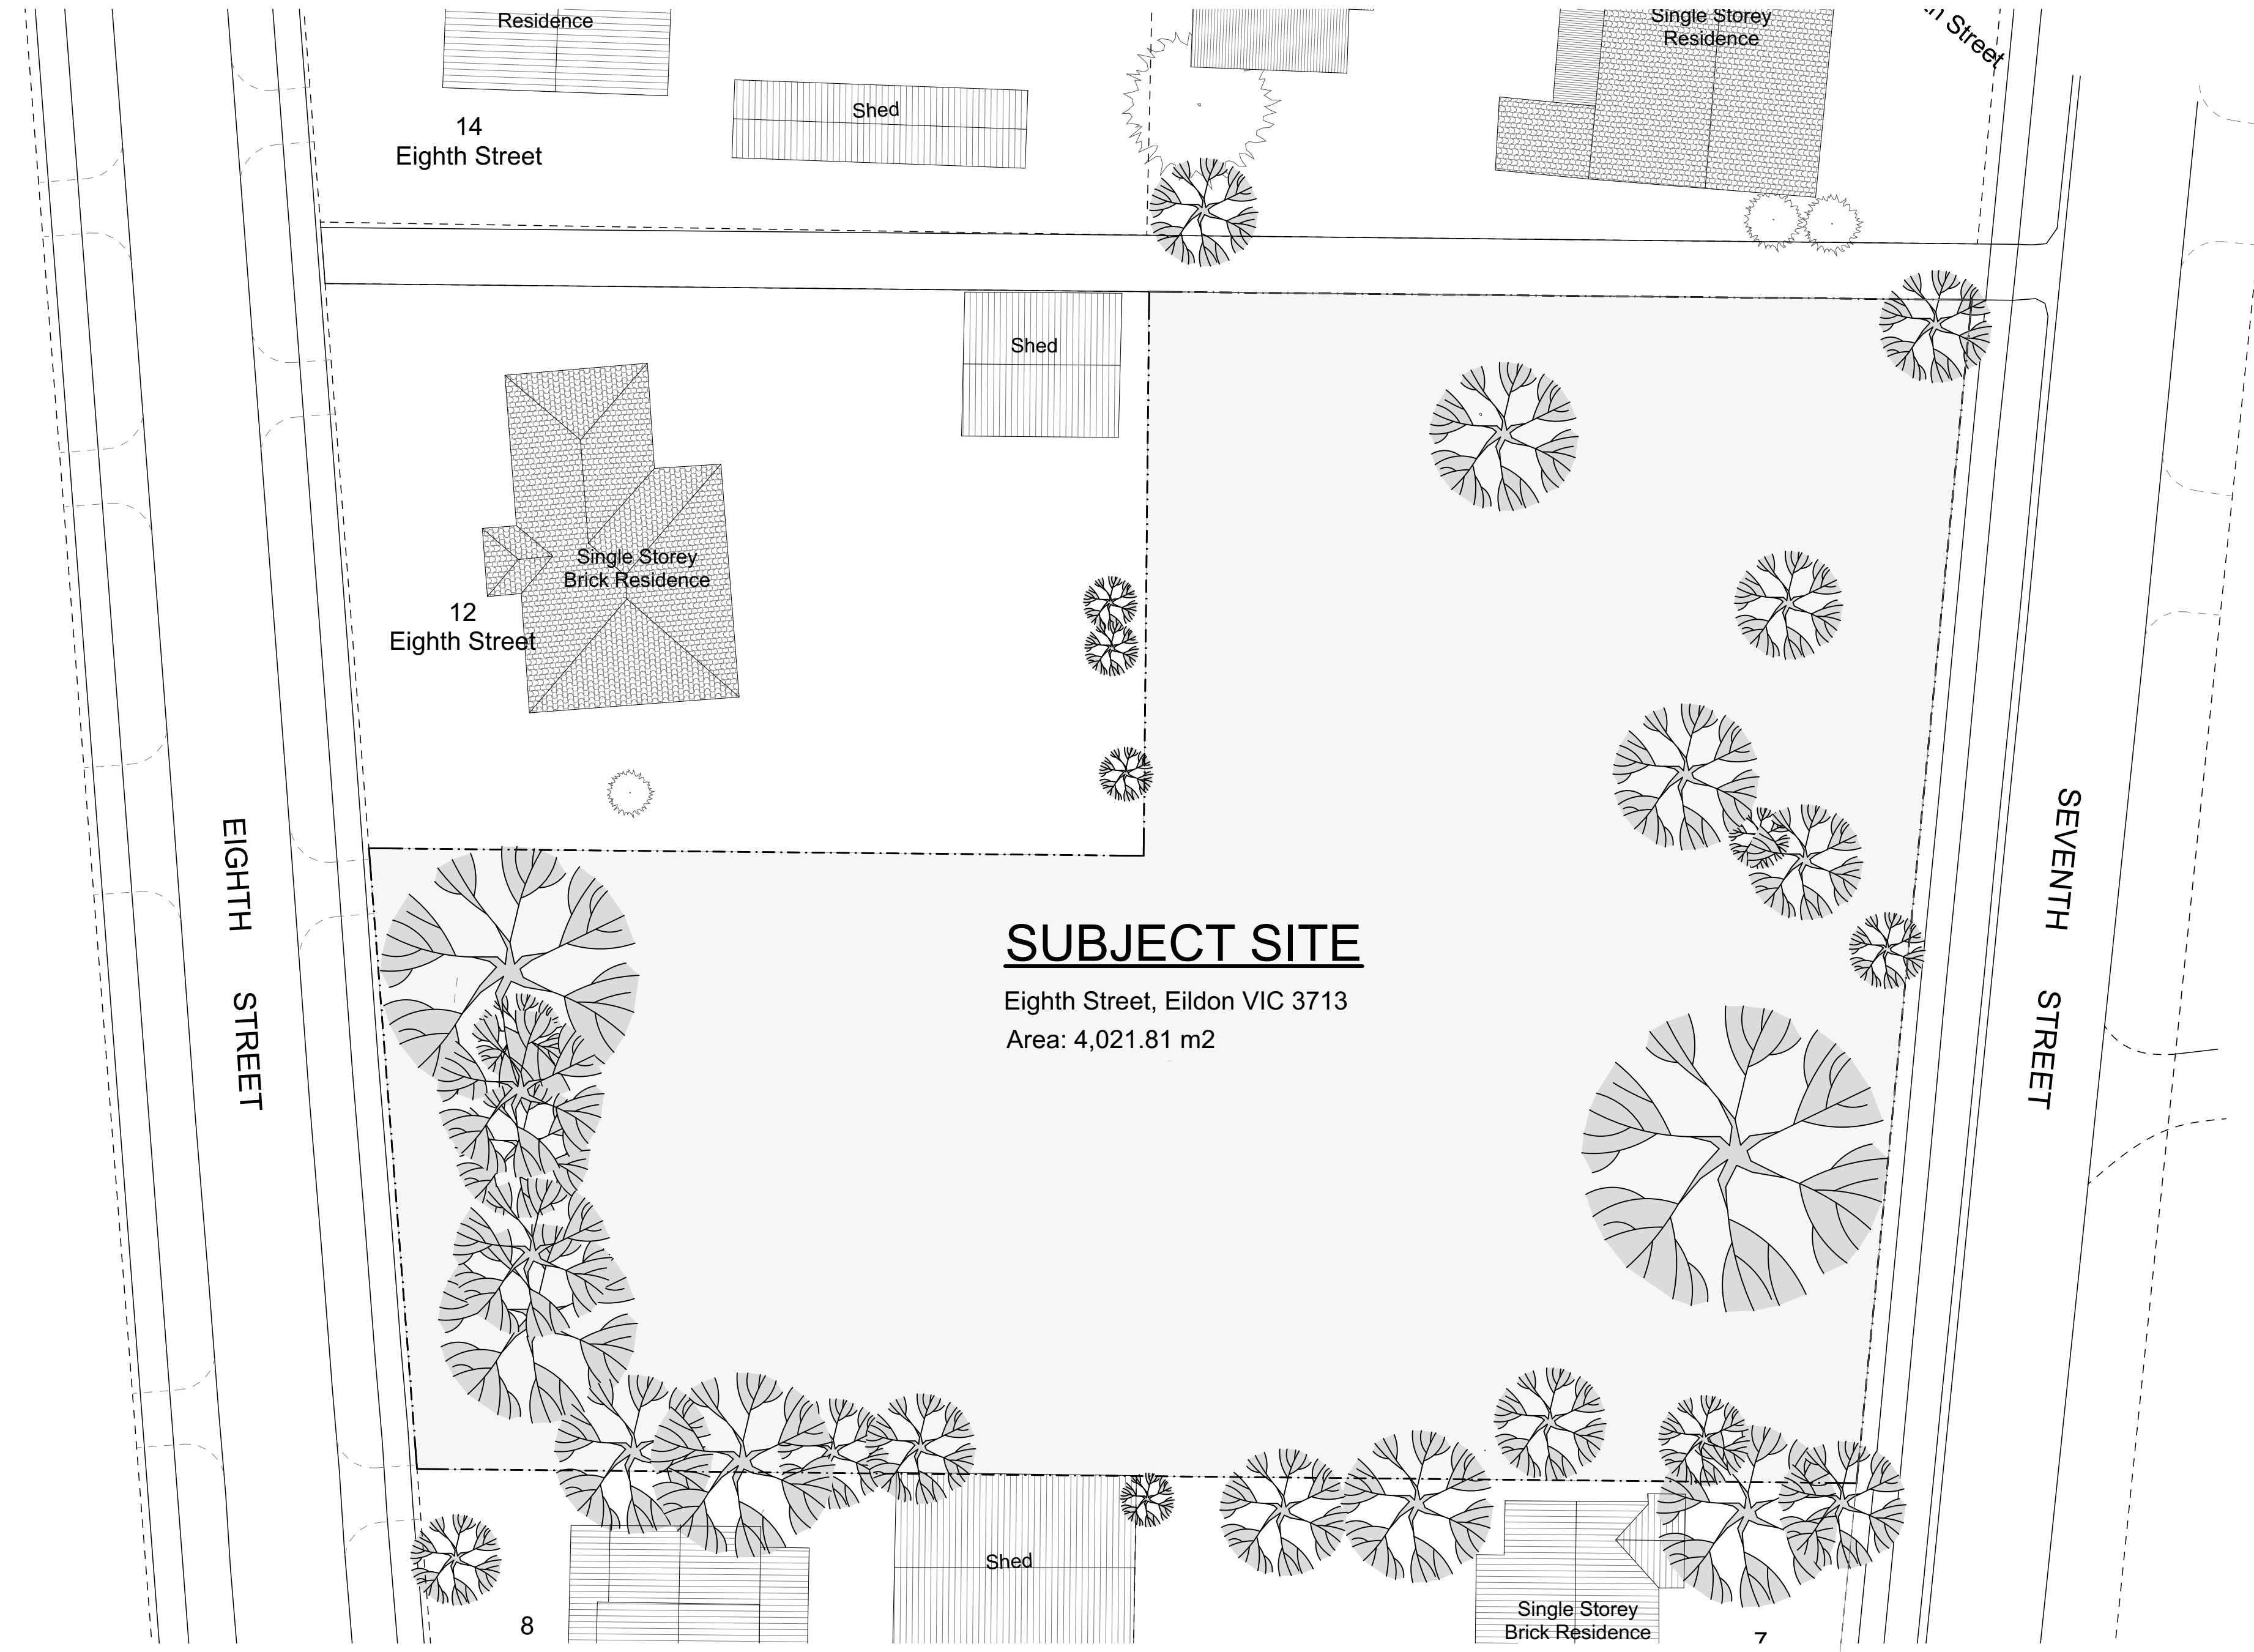 Residence
Single Storey
Residence
Street
Shed
14
Eighth Street
Shed
Single Storey
Brick Residence
12
Eighth Street
EIGHTH STREET
SEVENTH STREET
SUBJECT SITE
Eighth Street, Eildon VIC 3713
Area: 4,021.81 m2
Shed
8
Single Storey
Brick Residence
7